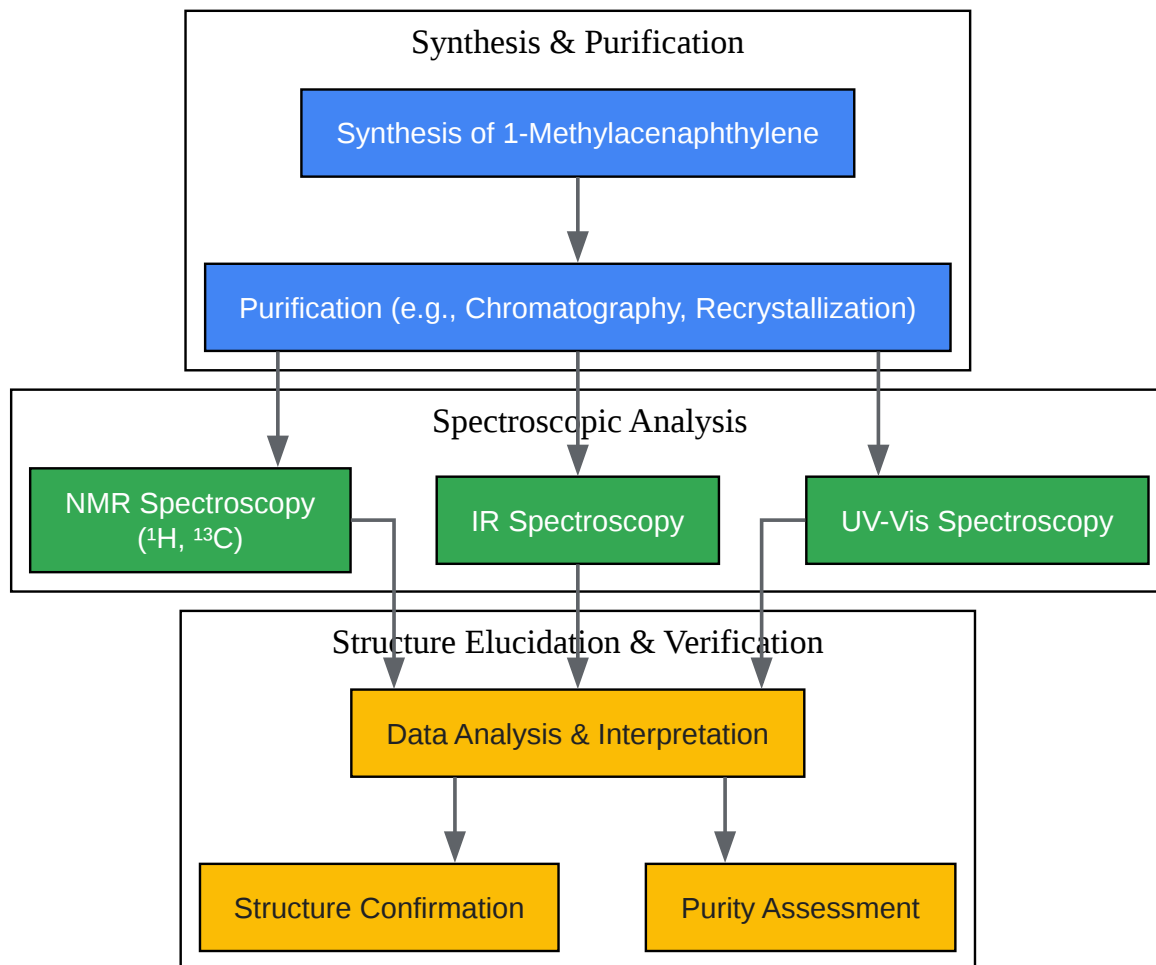 Synthesis & Purification
Synthesis of 1-Methylacenaphthylene
Purification (e.g., Chromatography, Recrystallization)
Spectroscopic Analysis
NMR Spectroscopy
(¹H, ¹³C)
IR Spectroscopy
UV-Vis Spectroscopy
Structure Elucidation & Verification
Data Analysis & Interpretation
Structure Confirmation
Purity Assessment